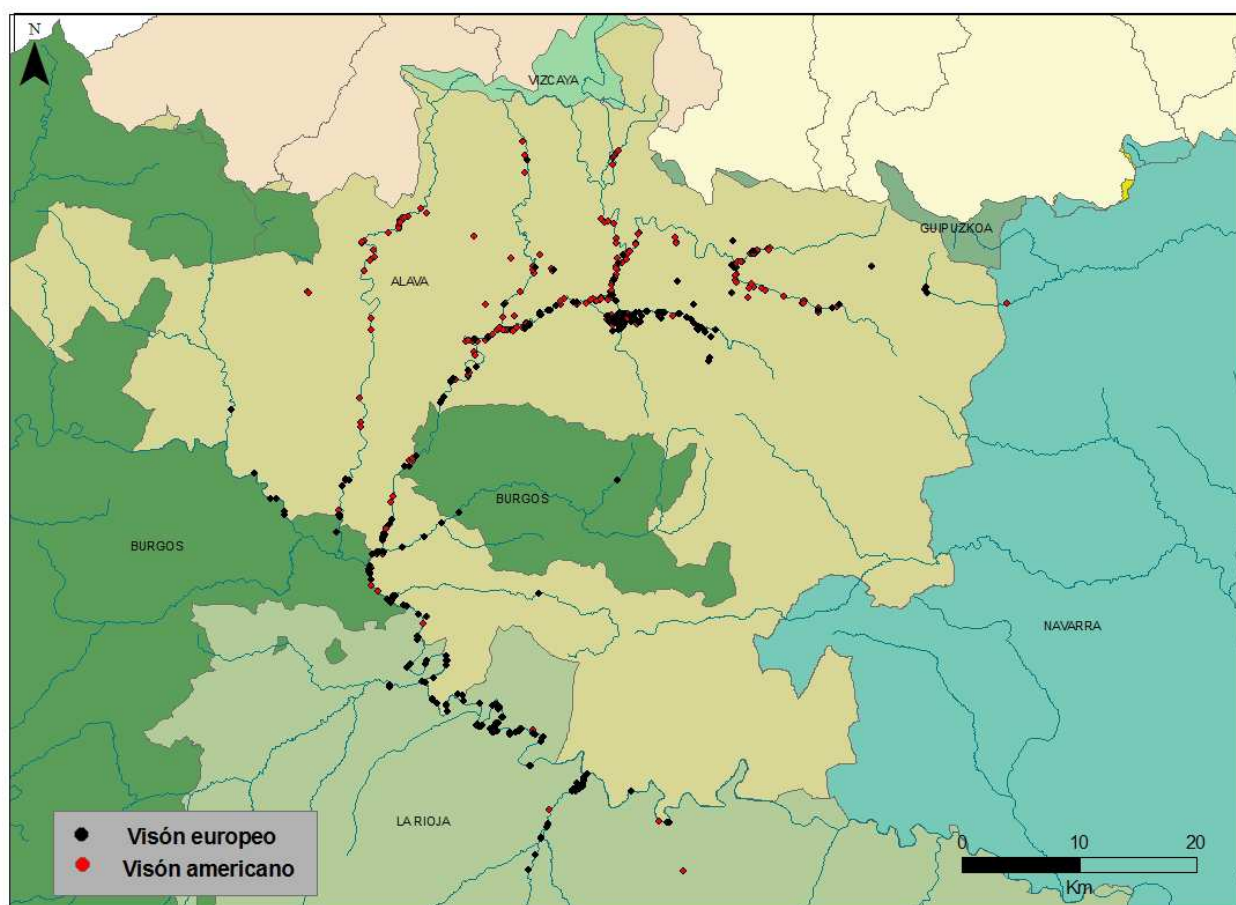 N
VIZCAYA
GUIPUZKOA
ALAVA
BURGOS
BURGOS
NAVARRA
LA RIOJA
Visón europeo
Visón americano
0 10 20
Km